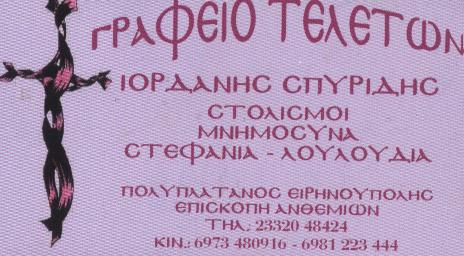 ΓΡΑΦΕΙΟ ΤΕΛΕΤΩΝ
ΙΟΡΔΑΝΗΣ ΣΠΥΡΙΔΗΣ
ΣΤΟΛΙΣΜΟΙ
ΜΝΗΜΟΣΥΝΑ
ΣΤΕΦΑΝΙΑ - ΛΟΥΛΟΥΔΙΑ
ΠΟΛΥΠΛΑΤΑΝΟΣ ΕΙΡΗΝΟΥΠΟΛΗΣ
ΕΠΙΣΚΟΠΗ ΑΝΘΕΜΙΩΝ
ΤΗΛ.: 23320 48424
ΚΙΝ.: 6973 480916 - 6981 223 444